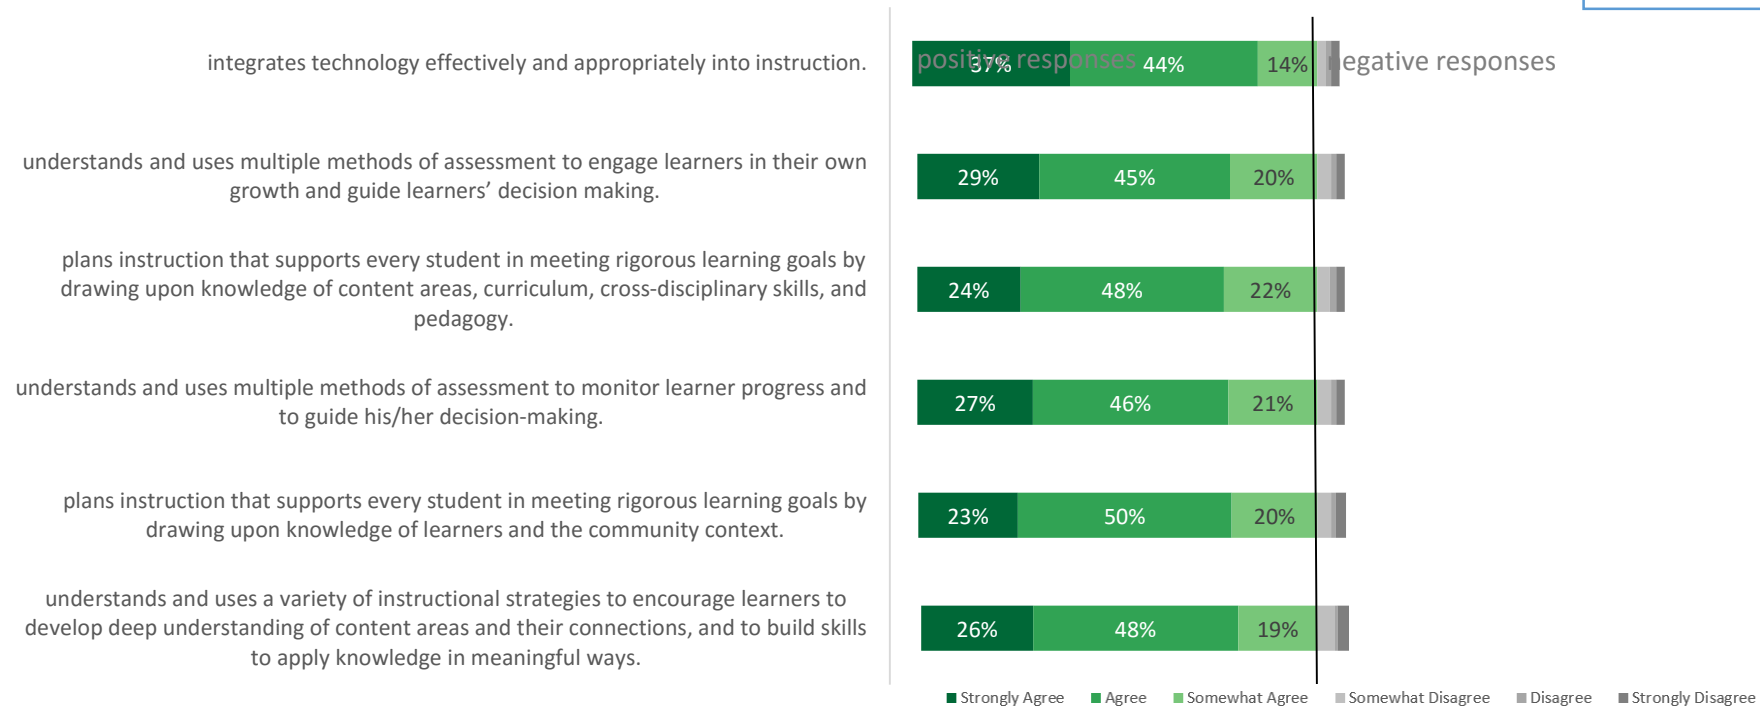 integrates technology effectively and appropriately into instruction.
positive responses
37% 44% 14%
negative responses
understands and uses multiple methods of assessment to engage learners in their own
growth and guide learners’ decision making.
29% 45% 20%
plans instruction that supports every student in meeting rigorous learning goals by
drawing upon knowledge of content areas, curriculum, cross-disciplinary skills, and
pedagogy.
24% 48% 22%
understands and uses multiple methods of assessment to monitor learner progress and
to guide his/her decision-making.
27% 46% 21%
plans instruction that supports every student in meeting rigorous learning goals by
drawing upon knowledge of learners and the community context.
23% 50% 20%
understands and uses a variety of instructional strategies to encourage learners to
develop deep understanding of content areas and their connections, and to build skills
to apply knowledge in meaningful ways.
26% 48% 19%
Strongly Agree Agree Somewhat Agree Somewhat Disagree Disagree Strongly Disagree